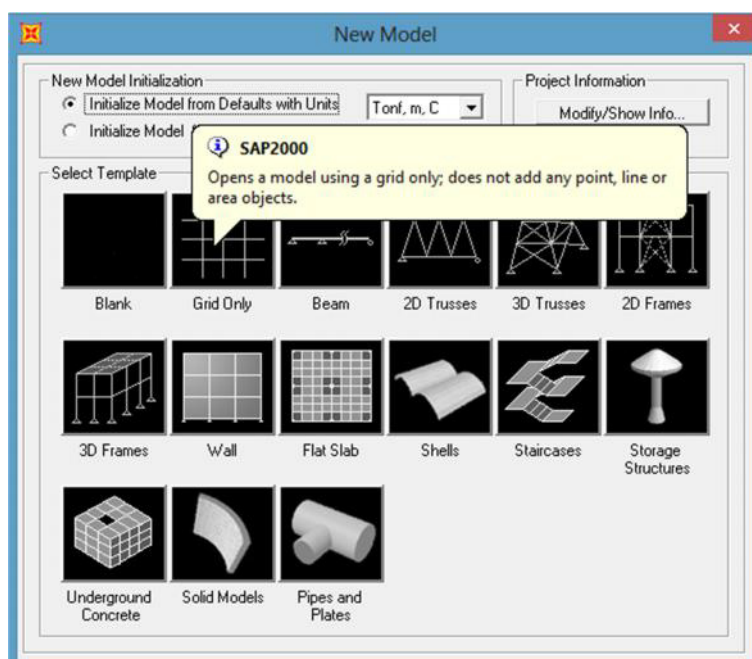 New Model
New Model Initialization
Project Information
Initialize Model from Defaults with Units
Tonf, m, C
Modify/Show Info...
Initialize Model
SAP2000
Opens a model using a grid only; does not add any point, line or
area objects.
Select Template
Blank
Grid Only
Beam
2D Trusses
3D Trusses
2D Frames
3D Frames
Wall
Flat Slab
Shells
Staircases
Storage
Structures
Underground
Concrete
Solid Models
Pipes and
Plates